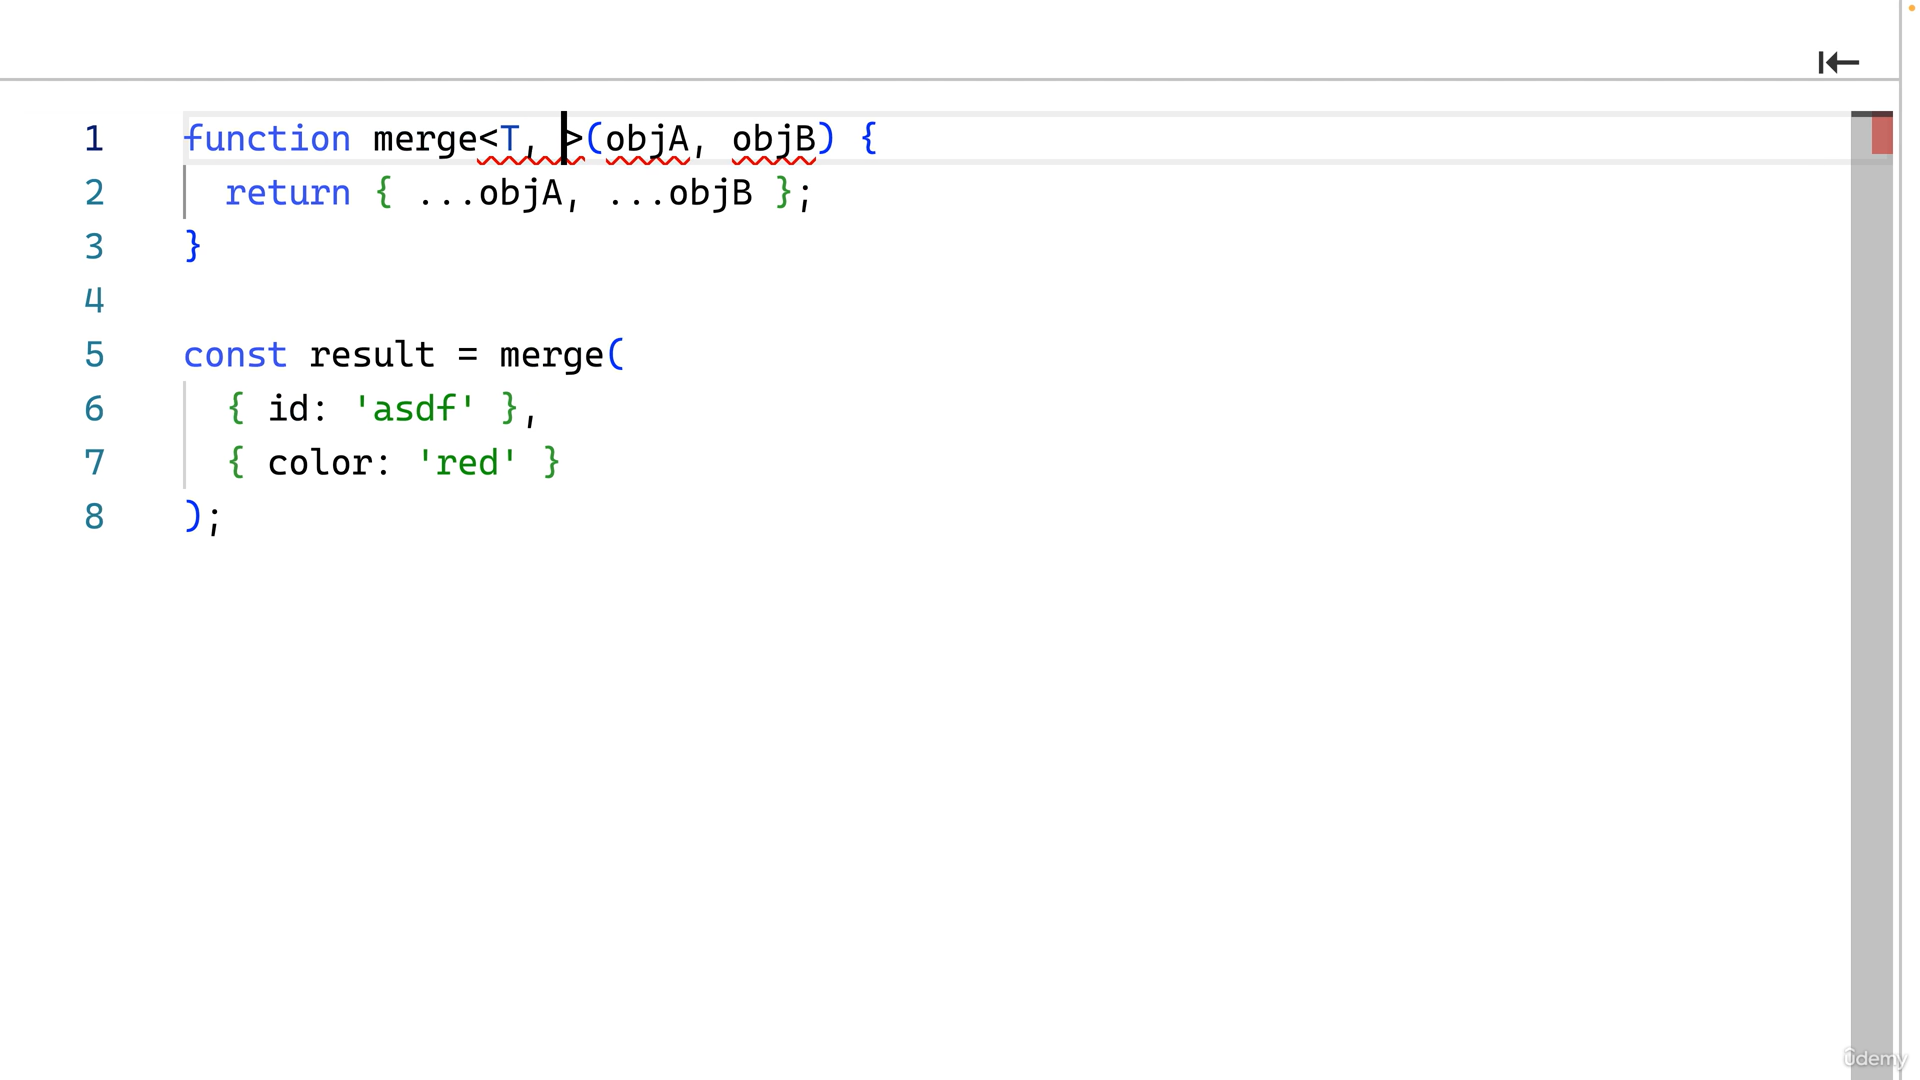 1 function merge<T, >(objA, objB) {
2 return { ...objA, ...objB };
3 }
4
5 const result = merge(
6 { id: 'asdf' },
7 { color: 'red' }
8 );
ûdemy